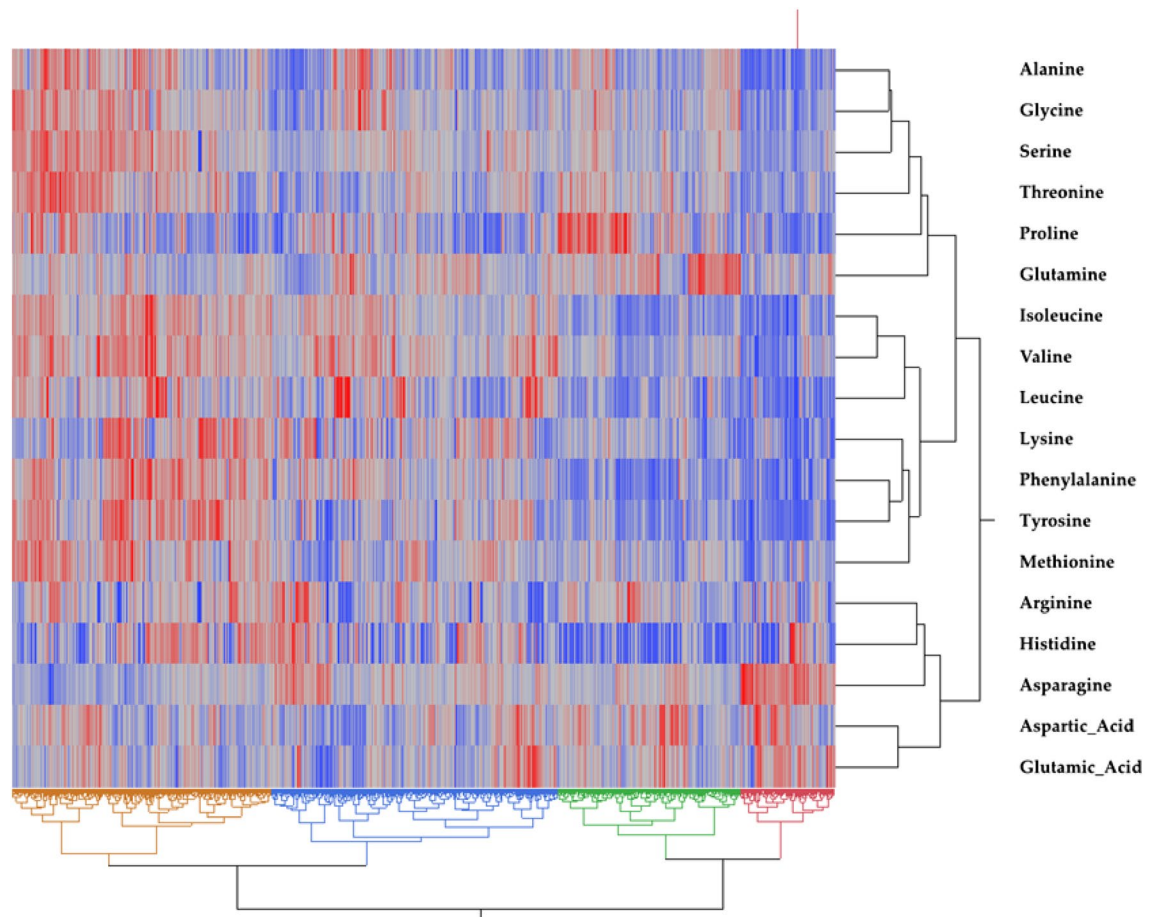 Alanine
Glycine
Serine
Threonine
Proline
Glutamine
Isoleucine
Valine
Leucine
Lysine
Phenylalanine
Tyrosine
Methionine
Arginine
Histidine
Asparagine
Aspartic_Acid
Glutamic_Acid